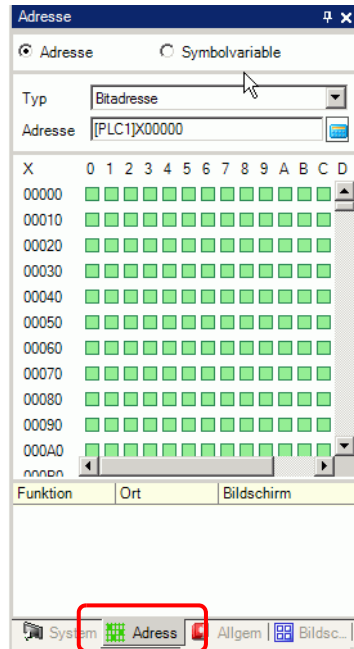 Adresse
Adresse Symbolvariable
Typ Bitadresse
Adresse [PLC1]X00000
X 0 1 2 3 4 5 6 7 8 9 A B C D
00000
00010
00020
00030
00040
00050
00060
00070
00080
00090
000A0
000B0
Funktion Ort Bildschirm
System Adress Allgem Bildsc...